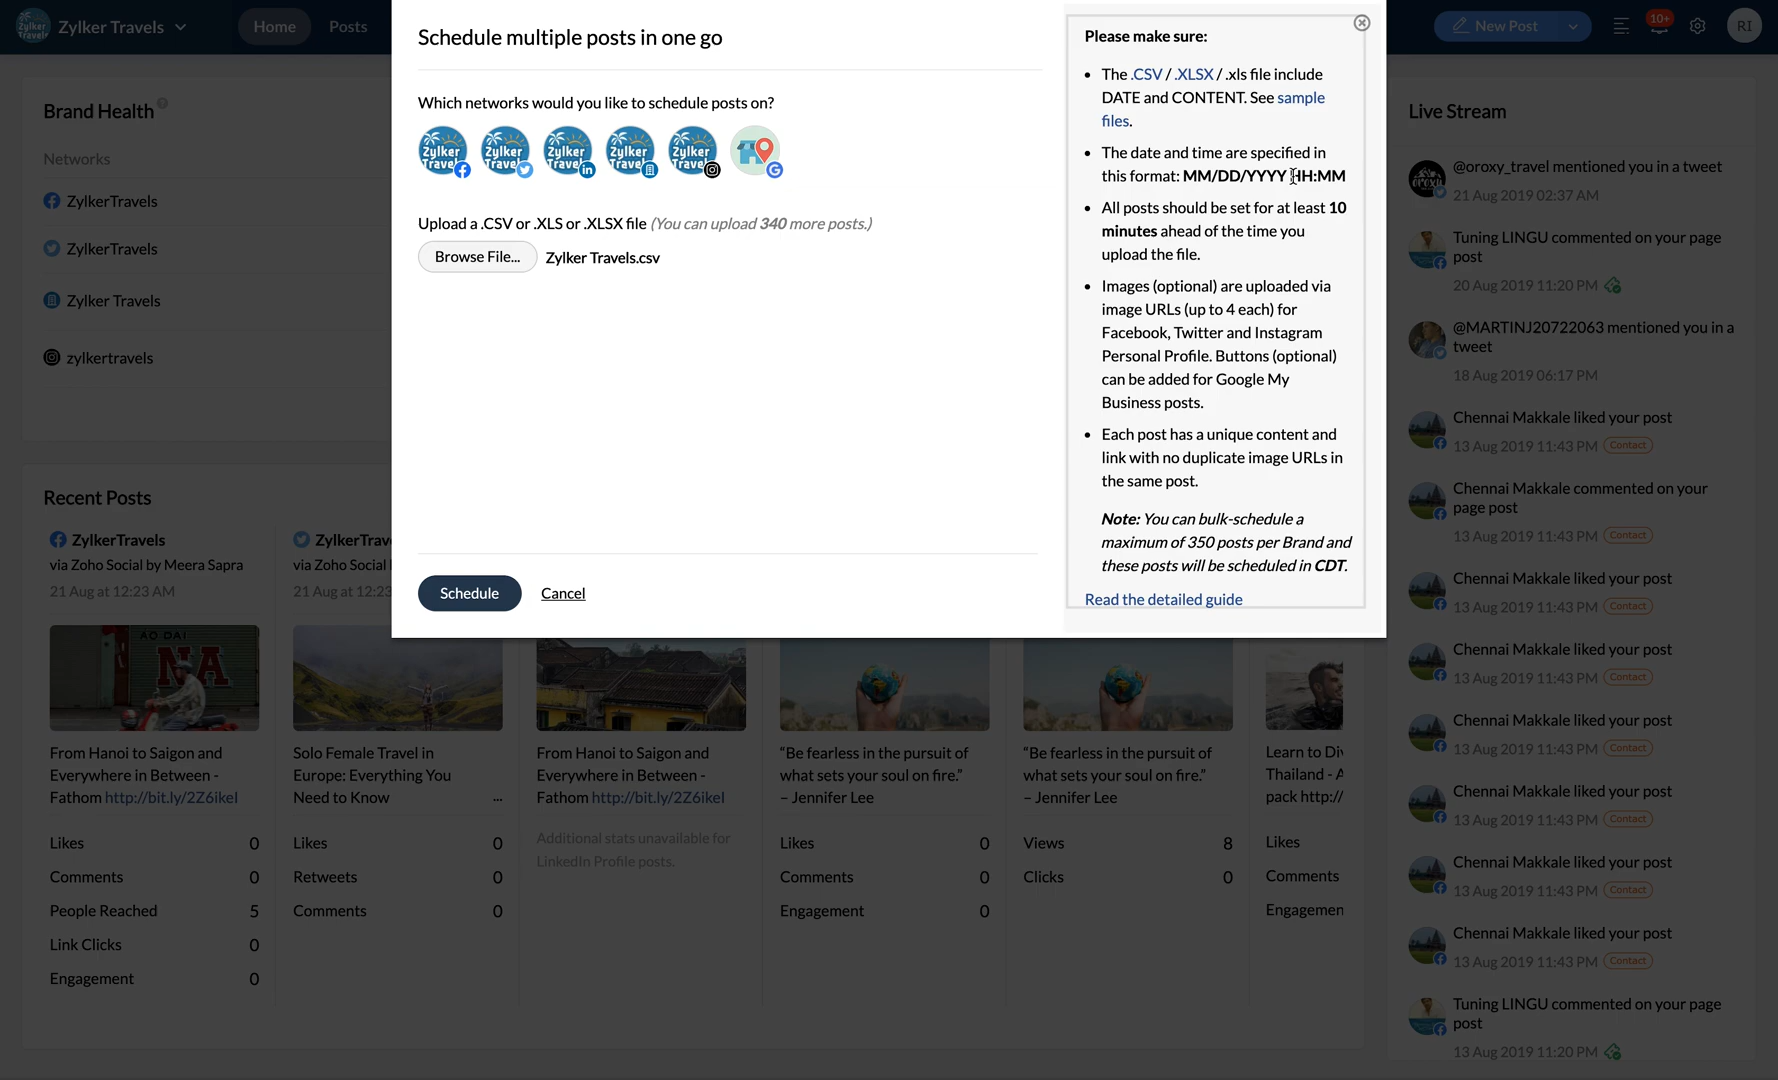 Zylker Travels
Home
Posts
New Post
10+
RI
Schedule multiple posts in one go
Which networks would you like to schedule posts on?
Upload a .CSV or .XLS or .XLSX file (You can upload 340 more posts.)
Browse File...
Zylker Travels.csv
Schedule
Cancel
Please make sure:
The .CSV / .XLSX / .xls file include
DATE and CONTENT. See sample
files.
The date and time are specified in
this format: MM/DD/YYYY HH:MM
All posts should be set for at least 10
minutes ahead of the time you
upload the file.
Images (optional) are uploaded via
image URLs (up to 4 each) for
Facebook, Twitter and Instagram
Personal Profile. Buttons (optional)
can be added for Google My
Business posts.
Each post has a unique content and
link with no duplicate image URLs in
the same post.
Note: You can bulk-schedule a
maximum of 350 posts per Brand and
these posts will be scheduled in CDT.
Read the detailed guide
Brand Health
Networks
ZylkerTravels
ZylkerTravels
Zylker Travels
zylkertravels
Recent Posts
ZylkerTravels
via Zoho Social by Meera Sapra
21 Aug at 12:23 AM
AO DAI
NA
From Hanoi to Saigon and
Everywhere in Between -
Fathom http://bit.ly/2Z6ikeI
Likes 0
Comments 0
People Reached 5
Link Clicks 0
Engagement 0
ZylkerTrav
via Zoho Social
21 Aug at 12:23
Solo Female Travel in
Europe: Everything You
Need to Know ...
Likes 0
Retweets 0
Comments 0
From Hanoi to Saigon and
Everywhere in Between -
Fathom http://bit.ly/2Z6ikeI
Additional stats unavailable for
LinkedIn Profile posts.
“Be fearless in the pursuit of
what sets your soul on fire.”
– Jennifer Lee
Likes 0
Comments 0
Engagement 0
“Be fearless in the pursuit of
what sets your soul on fire.”
– Jennifer Lee
Views 8
Clicks 0
Learn to Di
Thailand - A
pack http://
Likes
Comments
Engagemen
Live Stream
@oroxy_travel mentioned you in a tweet
21 Aug 2019 02:37 AM
Tuning LINGU commented on your page
post
20 Aug 2019 11:20 PM
@MARTINJ20722063 mentioned you in a
tweet
18 Aug 2019 06:17 PM
Chennai Makkale liked your post
13 Aug 2019 11:43 PM Contact
Chennai Makkale commented on your
page post
13 Aug 2019 11:43 PM Contact
Chennai Makkale liked your post
13 Aug 2019 11:43 PM Contact
Chennai Makkale liked your post
13 Aug 2019 11:43 PM Contact
Chennai Makkale liked your post
13 Aug 2019 11:43 PM Contact
Chennai Makkale liked your post
13 Aug 2019 11:43 PM Contact
Chennai Makkale liked your post
13 Aug 2019 11:43 PM Contact
Chennai Makkale liked your post
13 Aug 2019 11:43 PM Contact
Tuning LINGU commented on your page
post
13 Aug 2019 11:20 PM